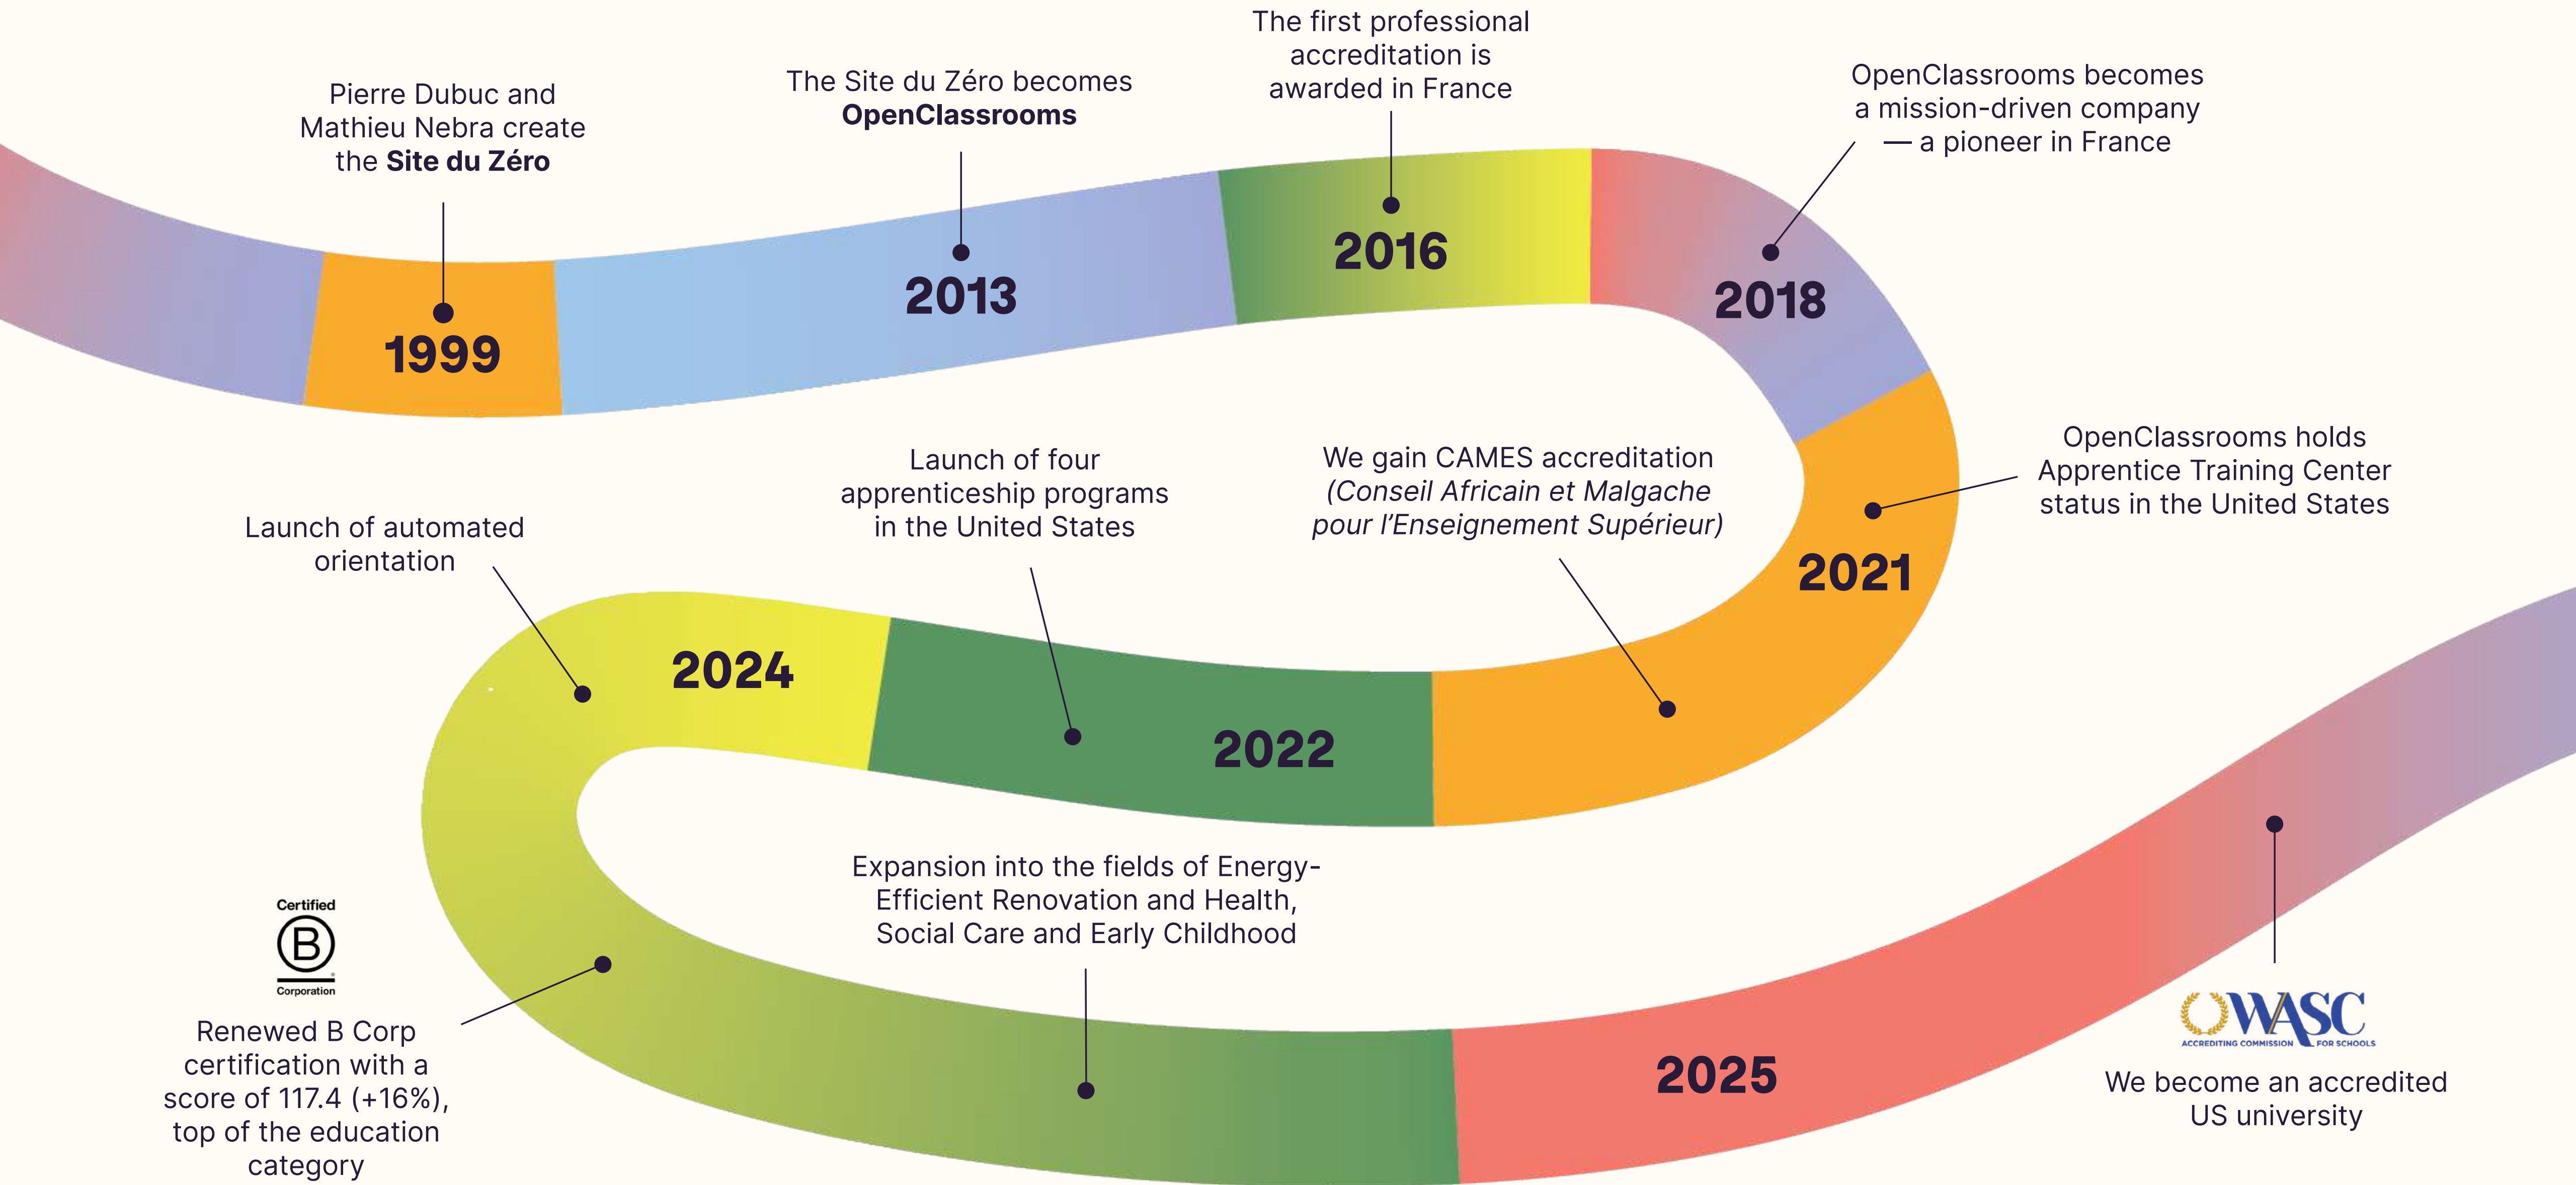 Pierre Dubuc and
Mathieu Nebra create
the Site du Zéro
1999
The Site du Zéro becomes
OpenClassrooms
2013
The first professional
accreditation is
awarded in France
2016
OpenClassrooms becomes
a mission-driven company
— a pioneer in France
2018
OpenClassrooms holds
Apprentice Training Center
status in the United States
2021
We gain CAMES accreditation
(Conseil Africain et Malgache
pour l'Enseignement Supérieur)
Launch of four
apprenticeship programs
in the United States
2022
Launch of automated
orientation
2024
Certified
B
Corporation
Renewed B Corp
certification with a
score of 117.4 (+16%),
top of the education
category
Expansion into the fields of Energy-
Efficient Renovation and Health,
Social Care and Early Childhood
2025
WASC
ACCREDITING COMMISSION FOR SCHOOLS
We become an accredited
US university